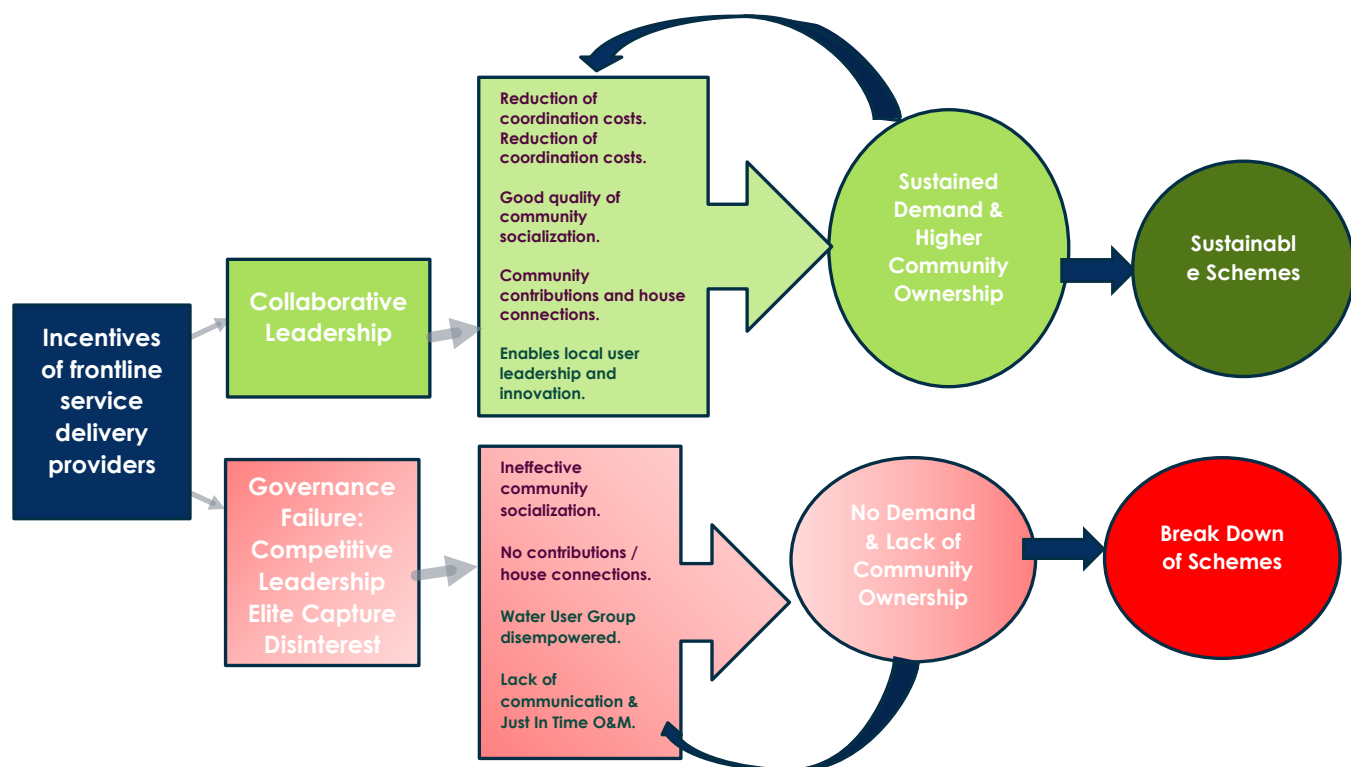 Incentives
of frontline
service
delivery
providers
Collaborative
Leadership
Reduction of
coordination costs.
Reduction of
coordination costs.
Good quality of
community
socialization.
Community
contributions and house
connections.
Enables local user
leadership and
innovation.
Sustained
Demand &
Higher
Community
Ownership
Sustainabl
e Schemes
Governance
Failure:
Competitive
Leadership
Elite Capture
Disinterest
Ineffective
community
socialization.
No contributions /
house connections.
Water User Group
disempowered.
Lack of
communication &
Just In Time O&M.
No Demand
& Lack of
Community
Ownership
Break Down
of Schemes